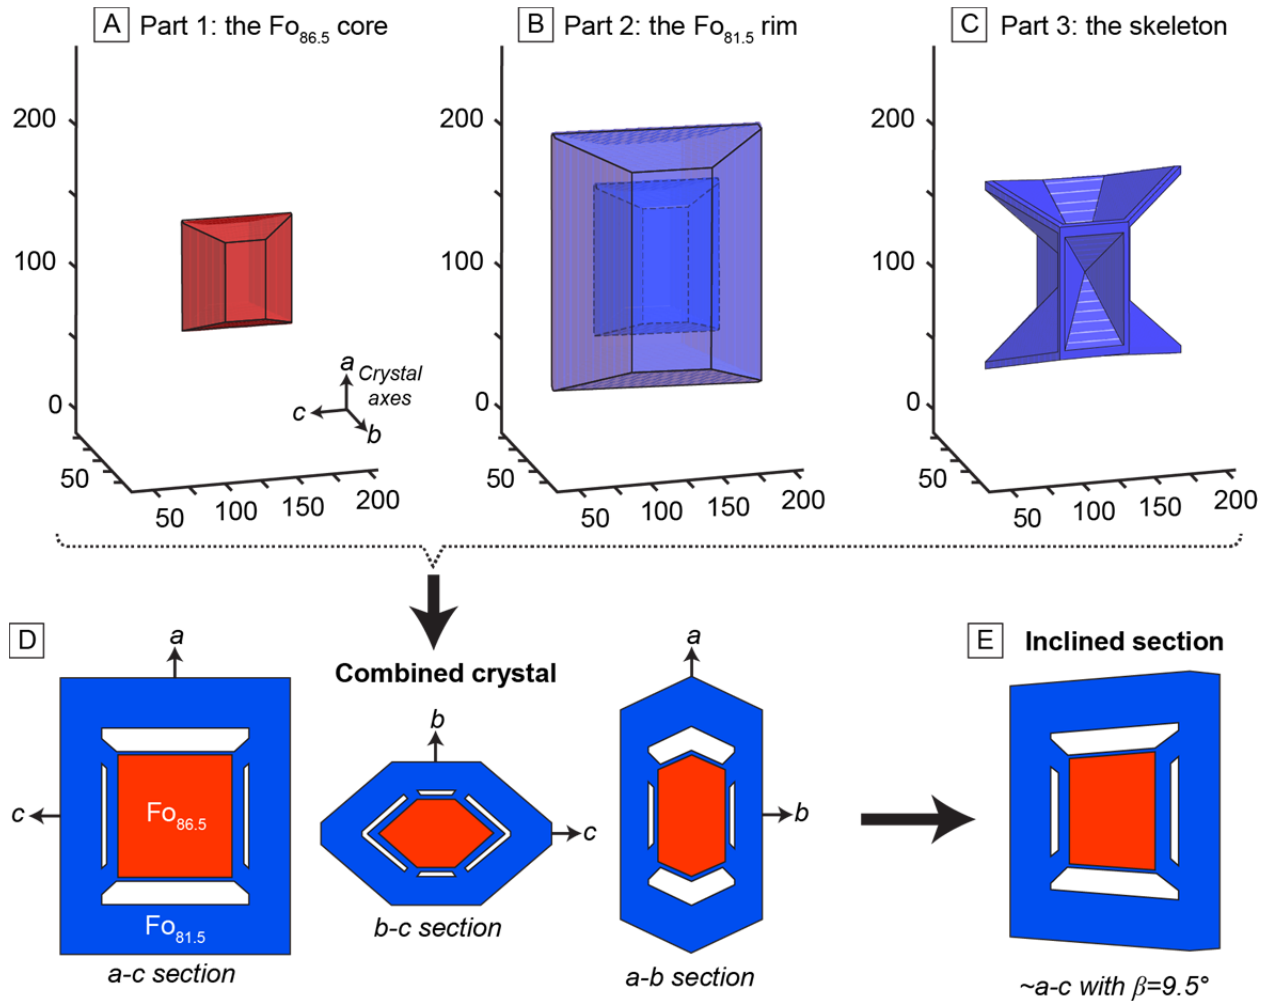 A Part 1: the Fo86.5 core
B Part 2: the Fo81.5 rim
C Part 3: the skeleton
200
100
0
50
50
100
150
200
a
Crystal
axes
c
b
200
100
0
50
50
100
150
200
200
100
0
50
50
100
150
200
D
Combined crystal
E Inclined section
a
c
Fo86.5
Fo81.5
a-c section
b
c
b-c section
a
b
a-b section
~a-c with β=9.5°